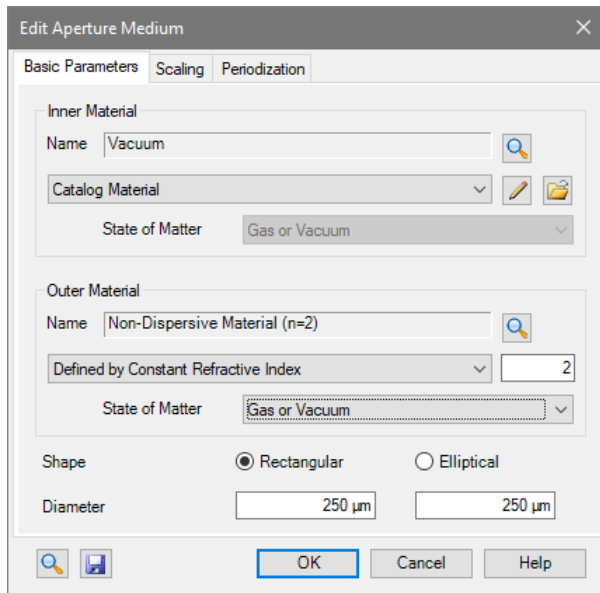 Edit Aperture Medium
Basic Parameters Scaling Periodization
Inner Material
Name Vacuum
Catalog Material
State of Matter Gas or Vacuum
Outer Material
Name Non-Dispersive Material (n=2)
Defined by Constant Refractive Index 2
State of Matter Gas or Vacuum
Shape Rectangular Elliptical
Diameter 250 µm 250 µm
OK Cancel Help